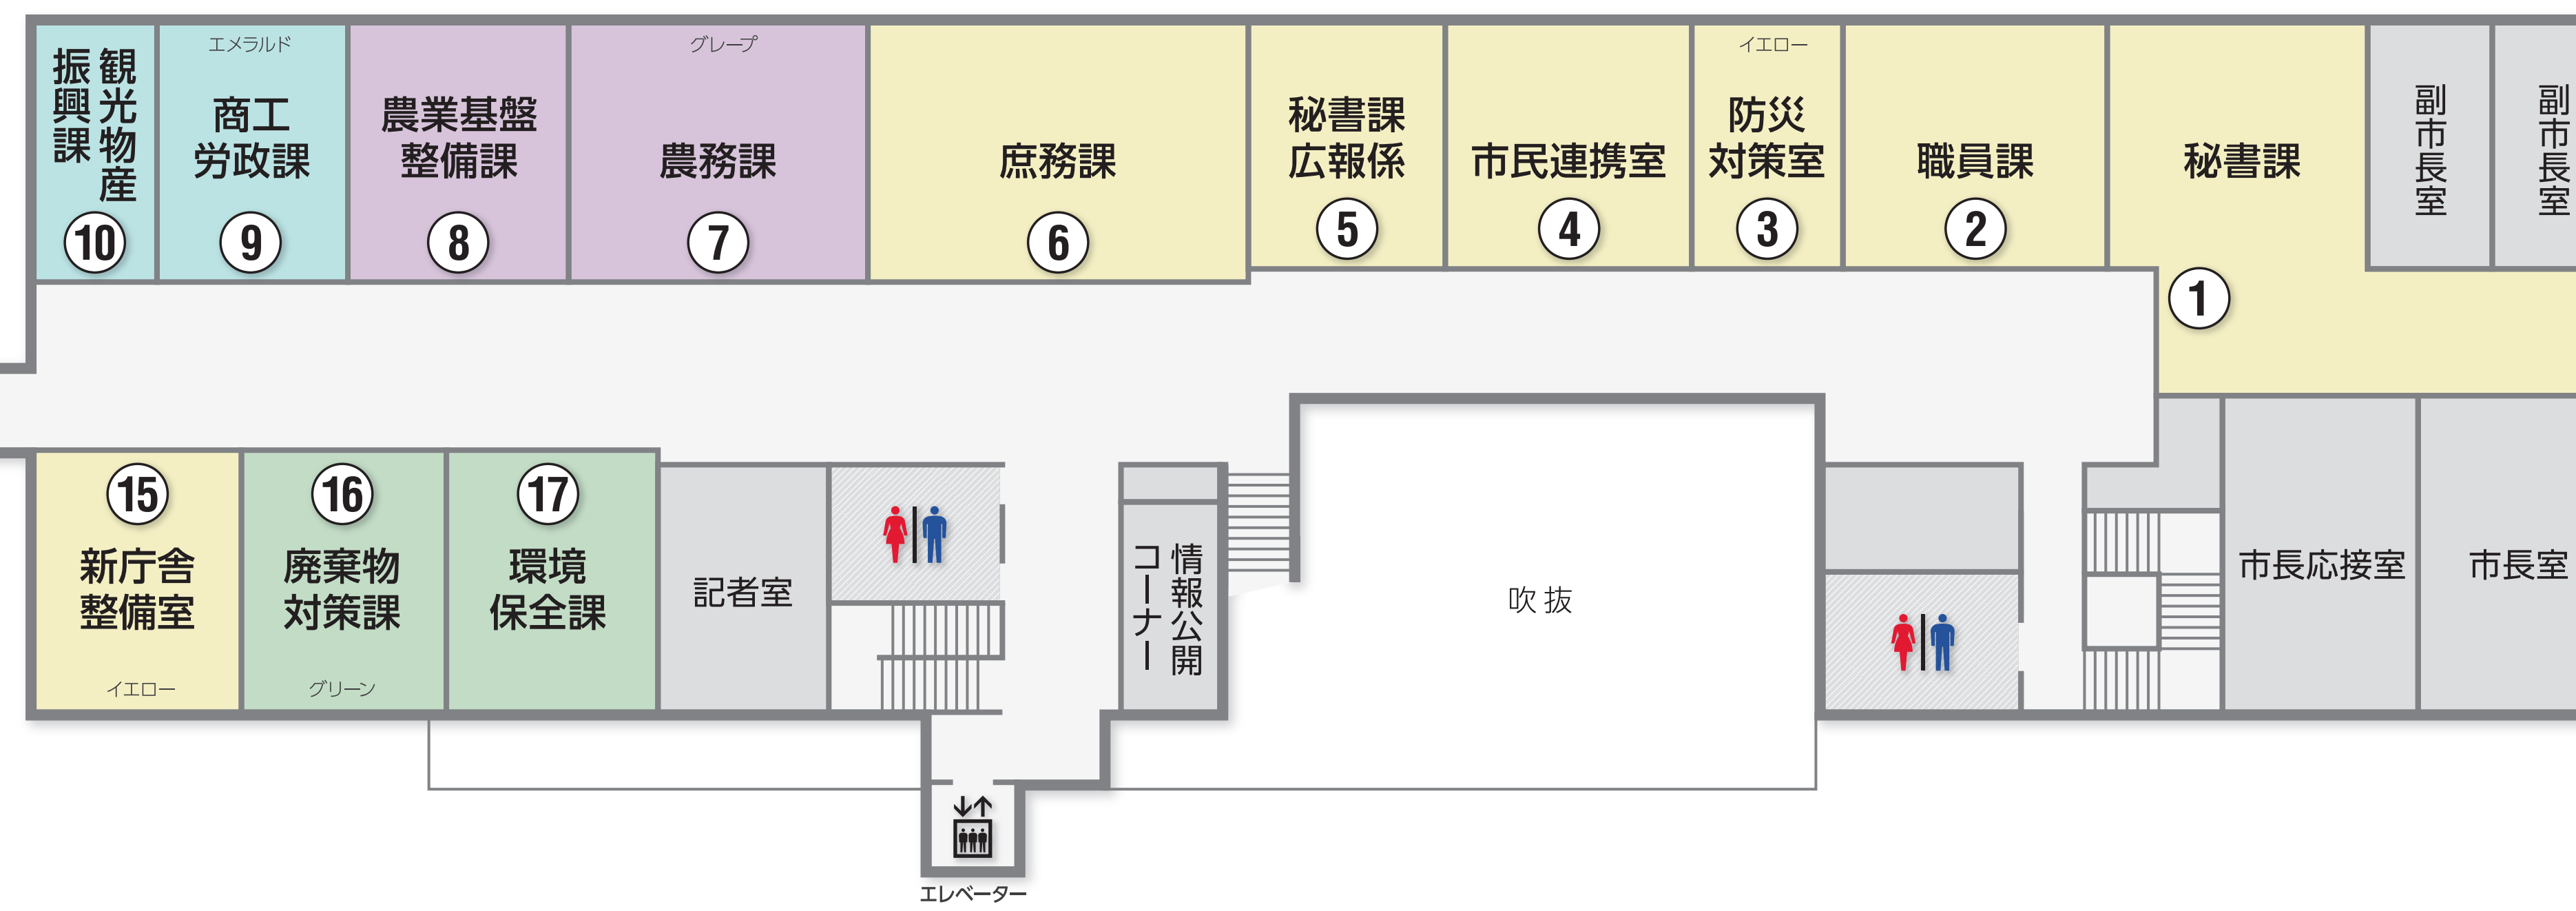 観光物産
振興課
10
エメラルド
商工
労政課
9
農業基盤
整備課
8
グレープ
農務課
7
庶務課
6
秘書課
広報係
5
市民連携室
4
イエロー
防災
対策室
3
職員課
2
秘書課
1
副市長室
副市長室
15
新庁舎
整備室
イエロー
16
廃棄物
対策課
グリーン
17
環境
保全課
記者室
情報公開
コーナー
吹抜
市長応接室
市長室
エレベーター